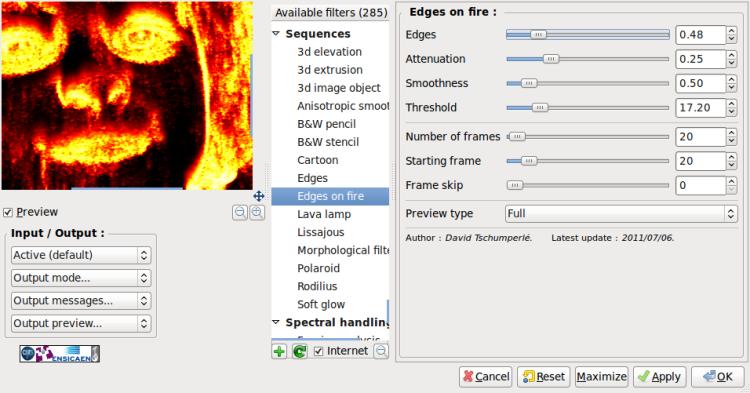 Preview
Input / Output :
Active (default)
Output mode...
Output messages...
Output preview...
ENSICAEN
Available filters (285)
Sequences
3d elevation
3d extrusion
3d image object
Anisotropic smoot
B&W pencil
B&W stencil
Cartoon
Edges
Edges on fire
Lava lamp
Lissajous
Morphological filte
Polaroid
Rodilius
Soft glow
Spectral handling
Internet
Edges on fire :
Edges 0.48
Attenuation 0.25
Smoothness 0.50
Threshold 17.20
Number of frames 20
Starting frame 20
Frame skip 0
Preview type Full
Author : David Tschumperlé. Latest update : 2011/07/06.
Cancel Reset Maximize Apply OK